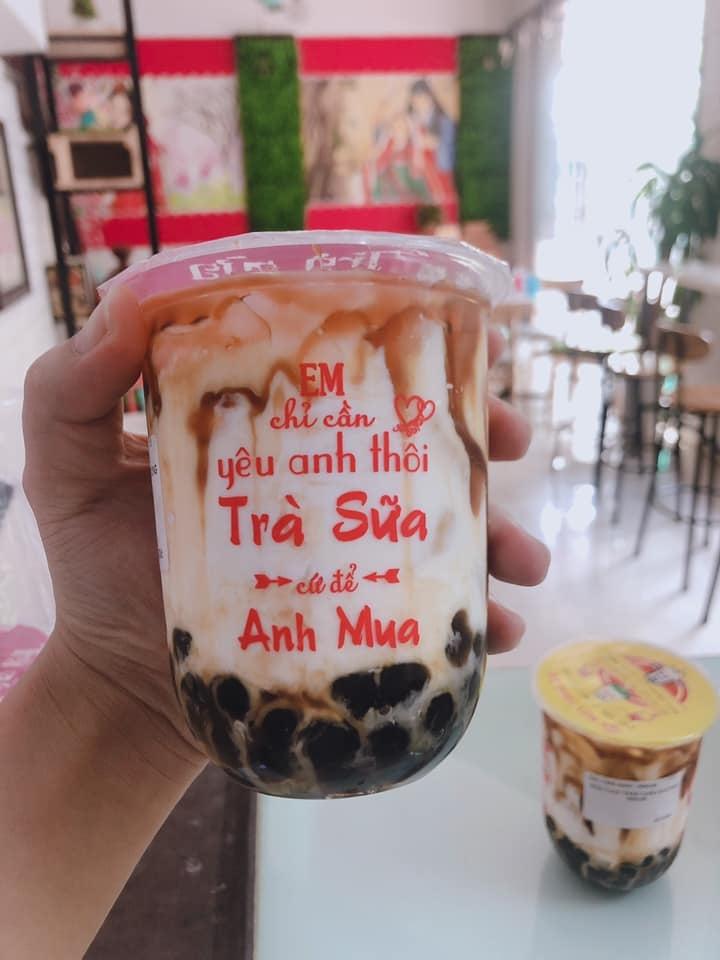 EM
chỉ cần
yêu anh thôi
Trà Sữa
cứ để
Anh Mua